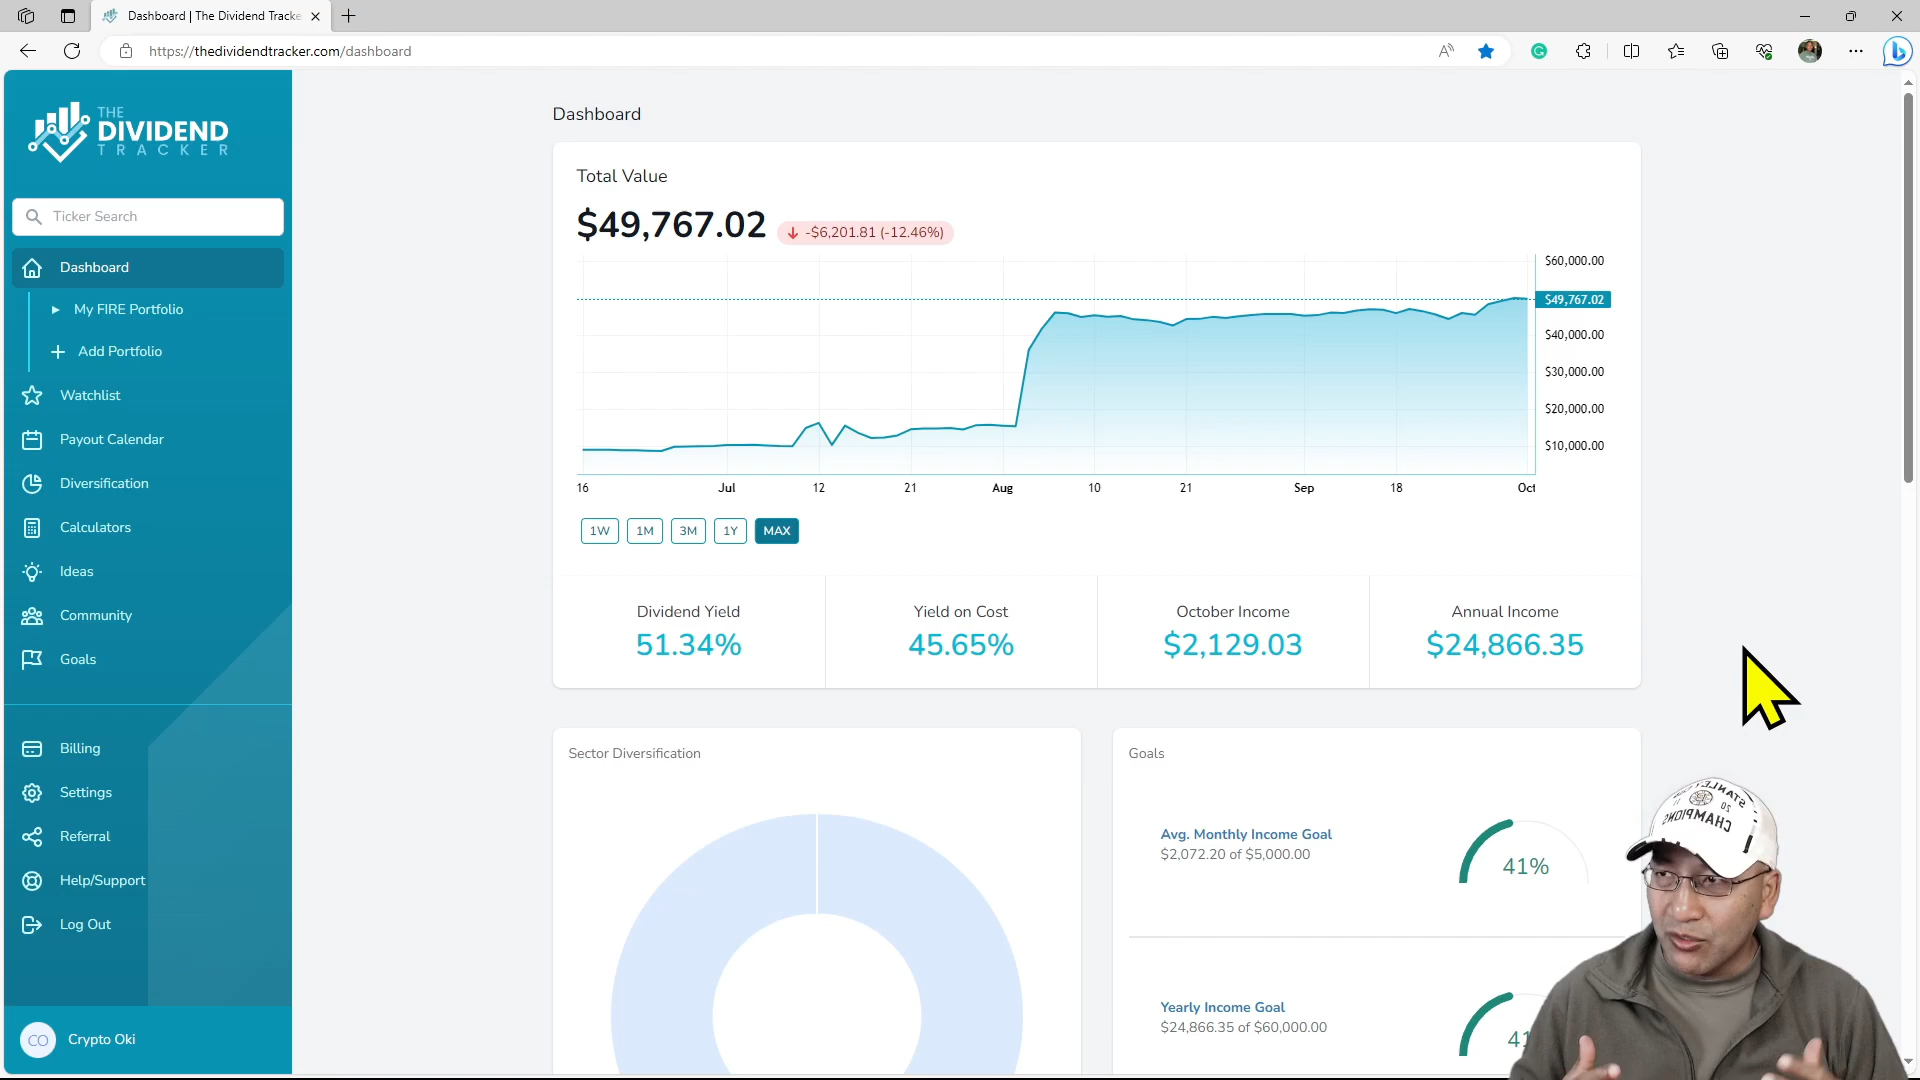 Dashboard | The Dividend Tracke
https://thedividendtracker.com/dashboard
THE
DIVIDEND
TRACKER
Ticker Search
Dashboard
My FIRE Portfolio
Add Portfolio
Watchlist
Payout Calendar
Diversification
Calculators
Ideas
Community
Goals
Billing
Settings
Referral
Help/Support
Log Out
CO Crypto Oki
Dashboard
Total Value
$49,767.02 -$6,201.81 (-12.46%)
$60,000.00
$49,767.02
$40,000.00
$30,000.00
$20,000.00
$10,000.00
16 Jul 12 21 Aug 10 21 Sep 18 Oct
1W 1M 3M 1Y MAX
Dividend Yield
51.34%
Yield on Cost
45.65%
October Income
$2,129.03
Annual Income
$24,866.35
Sector Diversification
Goals
Avg. Monthly Income Goal
$2,072.20 of $5,000.00
41%
Yearly Income Goal
$24,866.35 of $60,000.00
41
STANLEY
20
CHAMPIONS